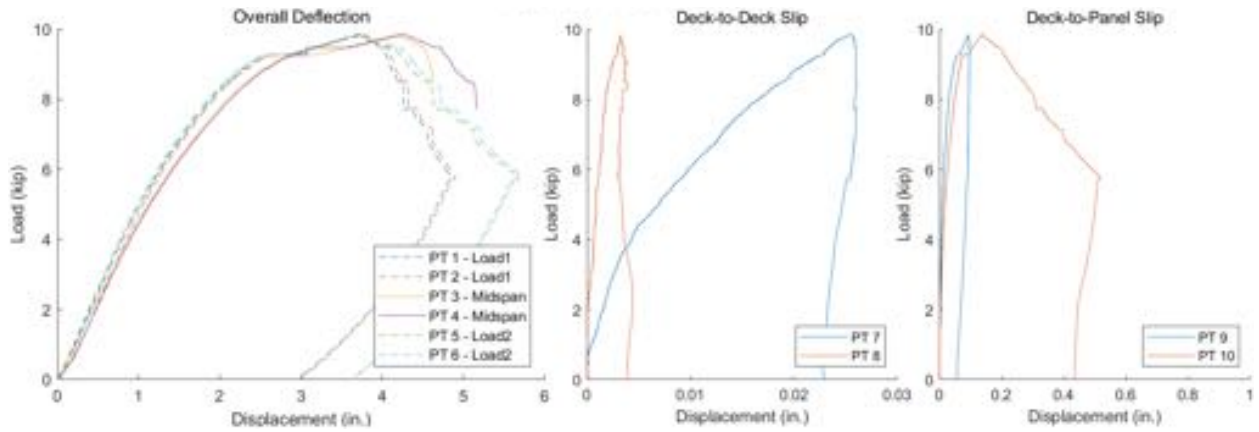 Overall Deflection
10
8
6
4
2
0
Load (kip)
0 1 2 3 4 5 6
Displacement (in.)
PT 1 - Load1
PT 2 - Load1
PT 3 - Midspan
PT 4 - Midspan
PT 5 - Load2
PT 6 - Load2
Deck-to-Deck Slip
10
8
6
4
2
0
Load (kip)
0.01 0.02 0.03
Displacement (in.)
PT 7
PT 8
Deck-to-Panel Slip
10
8
6
4
2
0
Load (kip)
0 0.2 0.4 0.6 0.8 1
Displacement (in.)
PT 9
PT 10